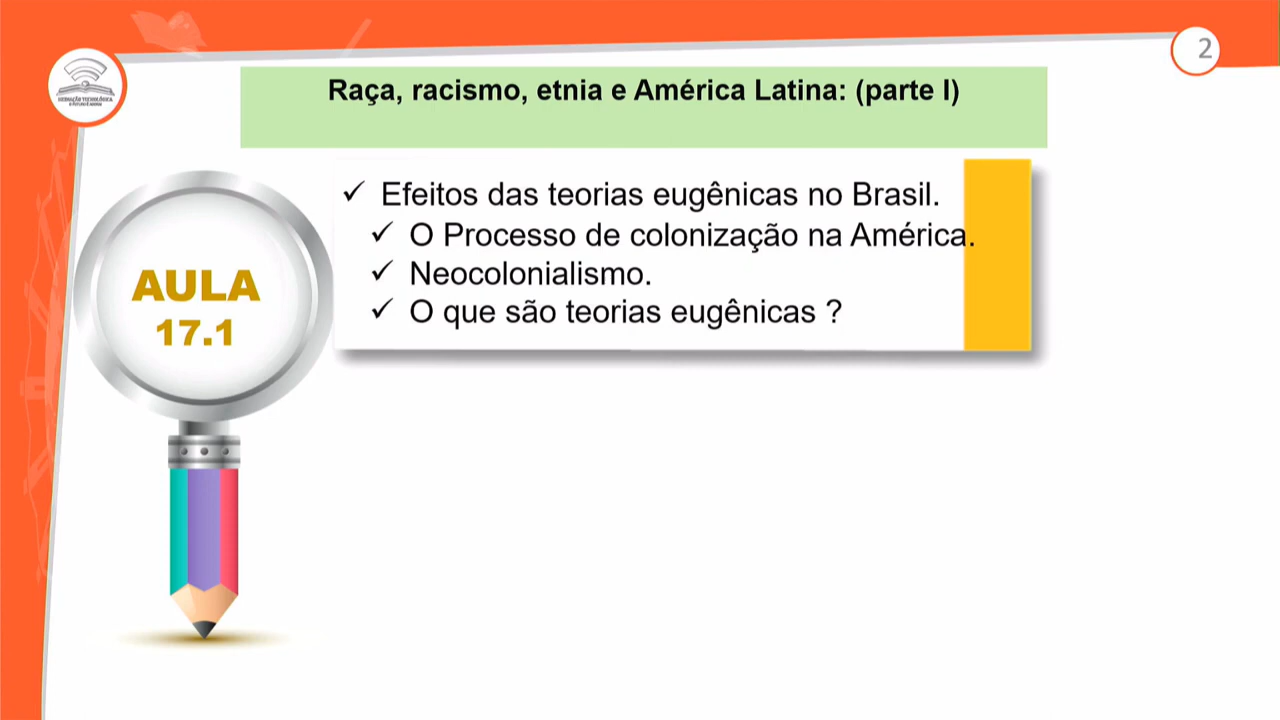 2
Raça, racismo, etnia e América Latina: (parte I)
✓ Efeitos das teorias eugênicas no Brasil.
✓ O Processo de colonização na América.
✓ Neocolonialismo.
✓ O que são teorias eugênicas ?
AULA
17.1